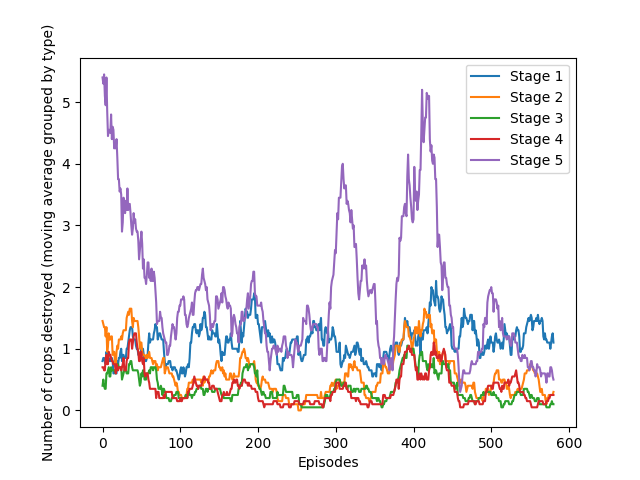 Number of crops destroyed (moving average grouped by type)
5
4
3
2
1
0
0 100 200 300 400 500 600
Episodes
Stage 1
Stage 2
Stage 3
Stage 4
Stage 5